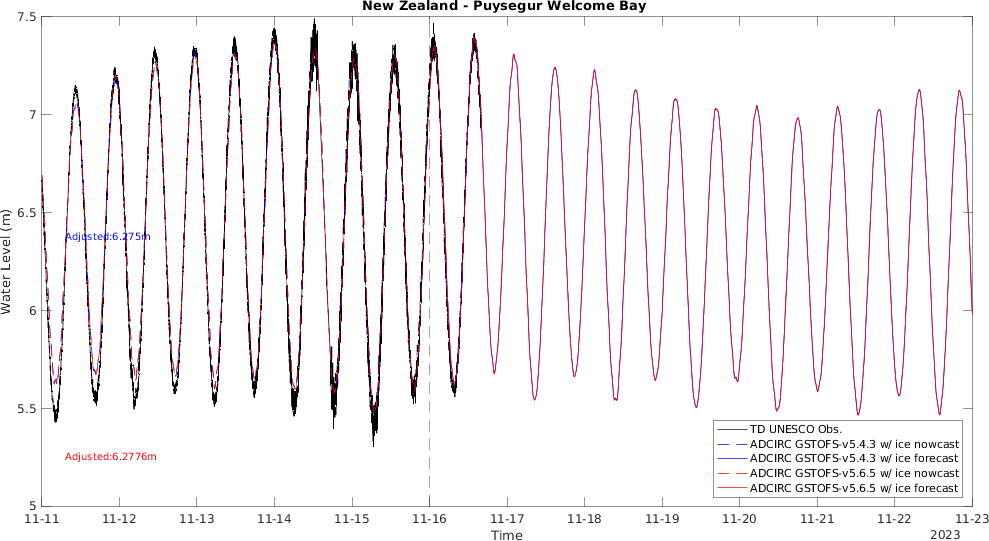 New Zealand - Puysegur Welcome Bay
7.5
7
6.5
6
5.5
5
Water Level (m)
Adjusted:6.275m
Adjusted:6.2776m
TD UNESCO Obs.
ADCIRC GSTOFS-v5.4.3 w/ ice nowcast
ADCIRC GSTOFS-v5.4.3 w/ ice forecast
ADCIRC GSTOFS-v5.6.5 w/ ice nowcast
ADCIRC GSTOFS-v5.6.5 w/ ice forecast
11-11 11-12 11-13 11-14 11-15 11-16 11-17 11-18 11-19 11-20 11-21 11-22 11-23
Time
2023